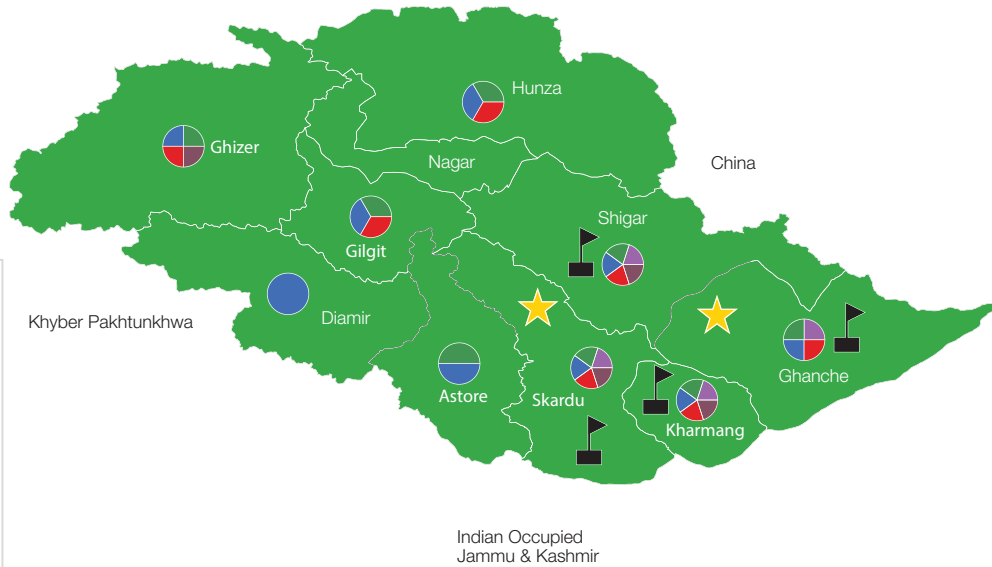 Hunza
Ghizer
Nagar
China
Shigar
Gilgit
Khyber Pakhtunkhwa
Diamir
Ghanche
Astore
Skardu
Kharmang
Indian Occupied
Jammu & Kashmir